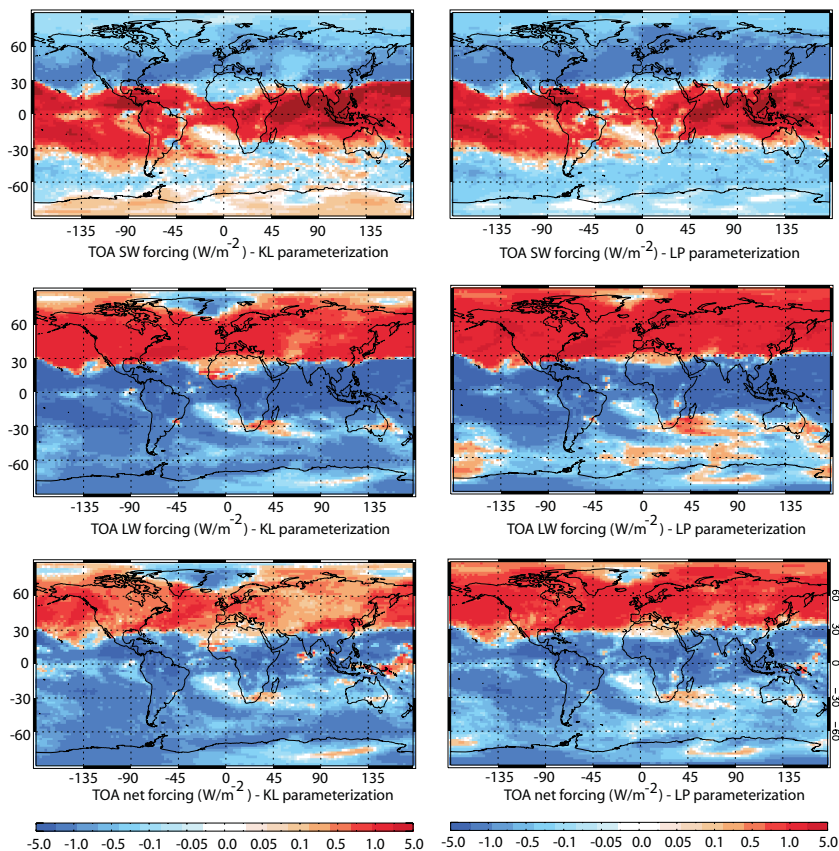 60
30
0
-30
-60
-135 -90 -45 0 45 90 135
-135 -90 -45 0 45 90 135
TOA SW forcing (W/m-2) - KL parameterization
TOA SW forcing (W/m-2) - LP parameterization
60
30
0
-30
-60
-135 -90 -45 0 45 90 135
-135 -90 -45 0 45 90 135
TOA LW forcing (W/m-2) - KL parameterization
TOA LW forcing (W/m-2) - LP parameterization
60
30
0
-30
-60
60
30
0
-30
-60
-135 -90 -45 0 45 90 135
-135 -90 -45 0 45 90 135
TOA net forcing (W/m-2) - KL parameterization
TOA net forcing (W/m-2) - LP parameterization
-5.0 -1.0 -0.5 -0.1 -0.05 0.0 0.05 0.1 0.5 1.0 5.0
-5.0 -1.0 -0.5 -0.1 -0.05 0.0 0.05 0.1 0.5 1.0 5.0